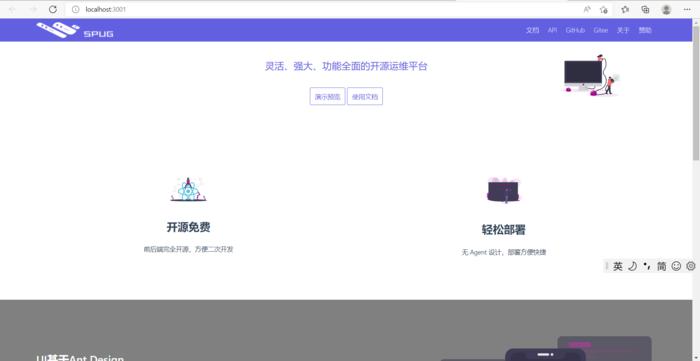 localhost:3001
SPUG
文档 API GitHub Gitee 关于 赞助
灵活、强大、功能全面的开源运维平台
演示预览 使用文档
开源免费
前后端完全开源，方便二次开发
轻松部署
无 Agent 设计，部署方便快捷
英 简
UI基于Ant Design